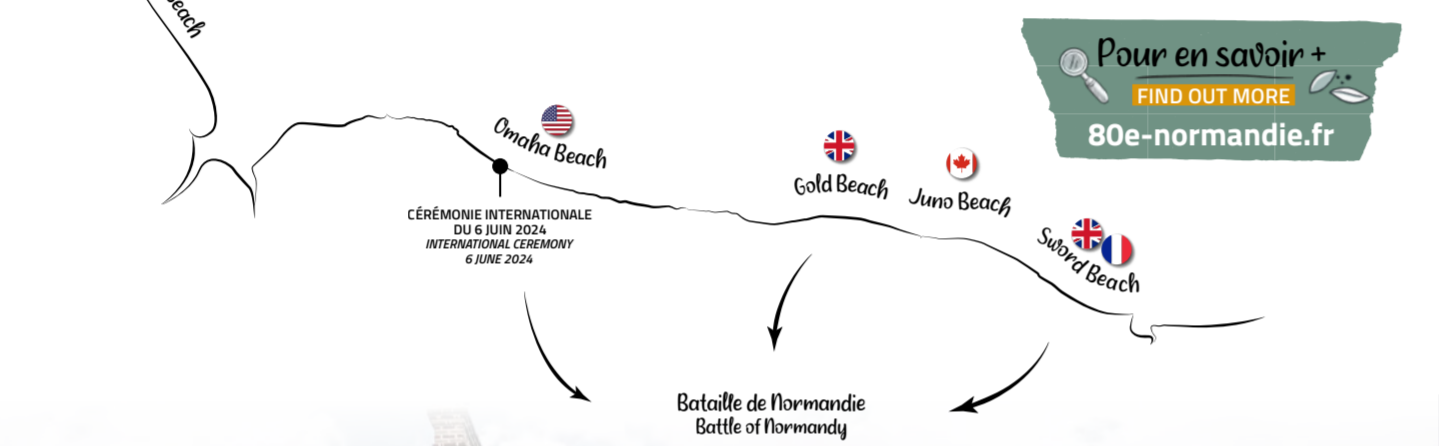 Beach
Pour en savoir +
FIND OUT MORE
80e-normandie.fr
Omaha Beach
Gold Beach
Juno Beach
Sword Beach
CÉRÉMONIE INTERNATIONALE
DU 6 JUIN 2024
INTERNATIONAL CEREMONY
6 JUNE 2024
Bataille de Normandie
Battle of Normandy